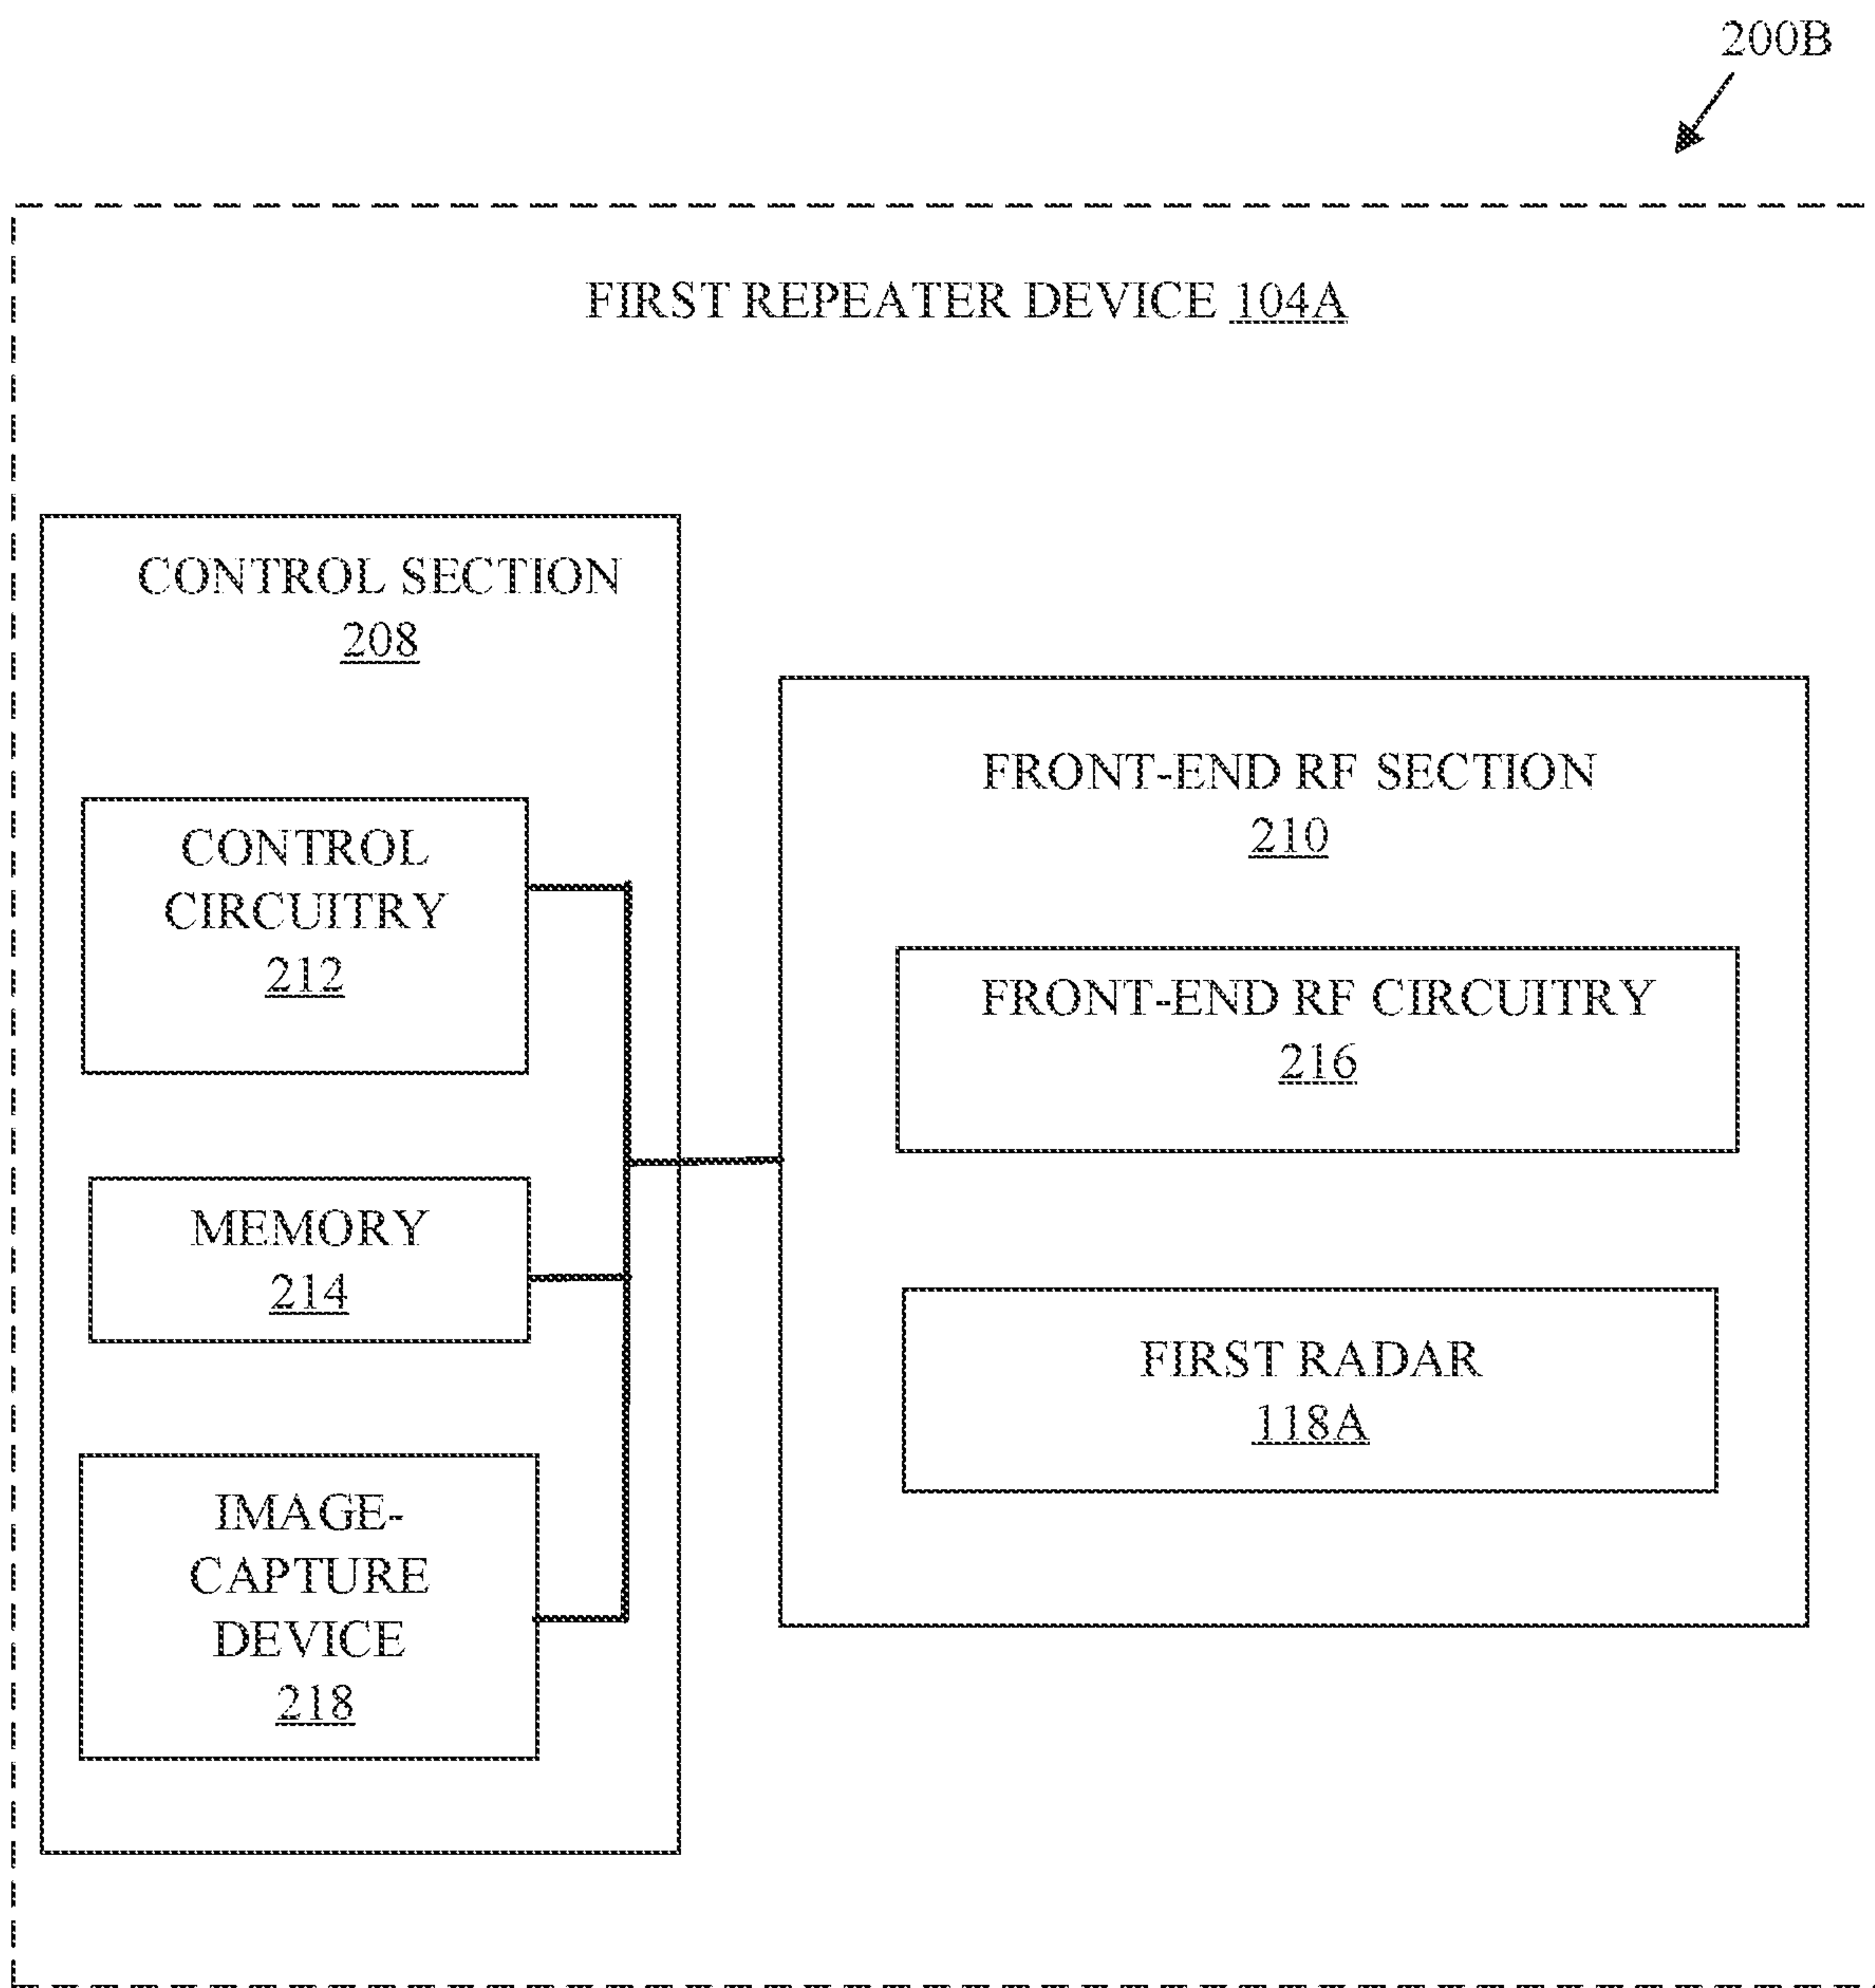 200B
FIRST REPEATER DEVICE 104A
CONTROL SECTION
208
CONTROL
CIRCUITRY
212
MEMORY
214
IMAGE-
CAPTURE
DEVICE
218
FRONT-END RF SECTION
210
FRONT-END RF CIRCUITRY
216
FIRST RADAR
118A